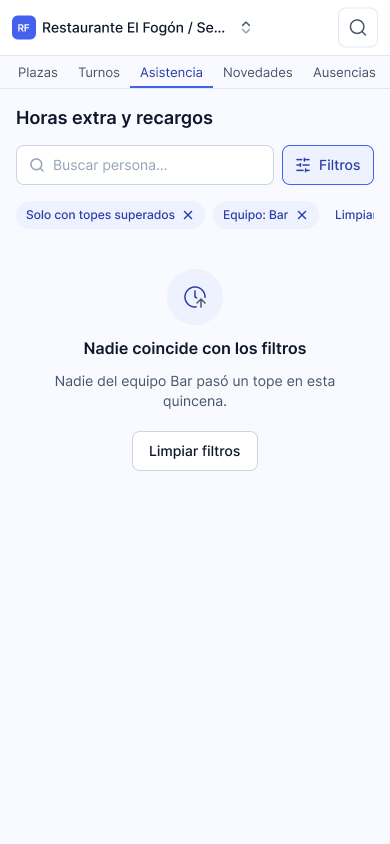 RF Restaurante El Fogón / Se...
Plazas Turnos Asistencia Novedades Ausencias
Horas extra y recargos
Buscar persona... Filtros
Solo con topes superados Equipo: Bar Limpiar
Nadie coincide con los filtros
Nadie del equipo Bar pasó un tope en esta
quincena.
Limpiar filtros